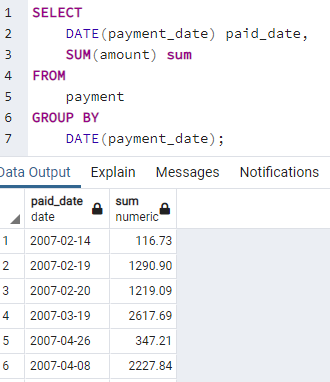 1 SELECT
2 DATE(payment_date) paid_date,
3 SUM(amount) sum
4 FROM
5 payment
6 GROUP BY
7 DATE(payment_date);
Data Output Explain Messages Notifications
paid_date sum
date numeric
1 2007-02-14 116.73
2 2007-02-19 1290.90
3 2007-02-20 1219.09
4 2007-03-19 2617.69
5 2007-04-26 347.21
6 2007-04-08 2227.84